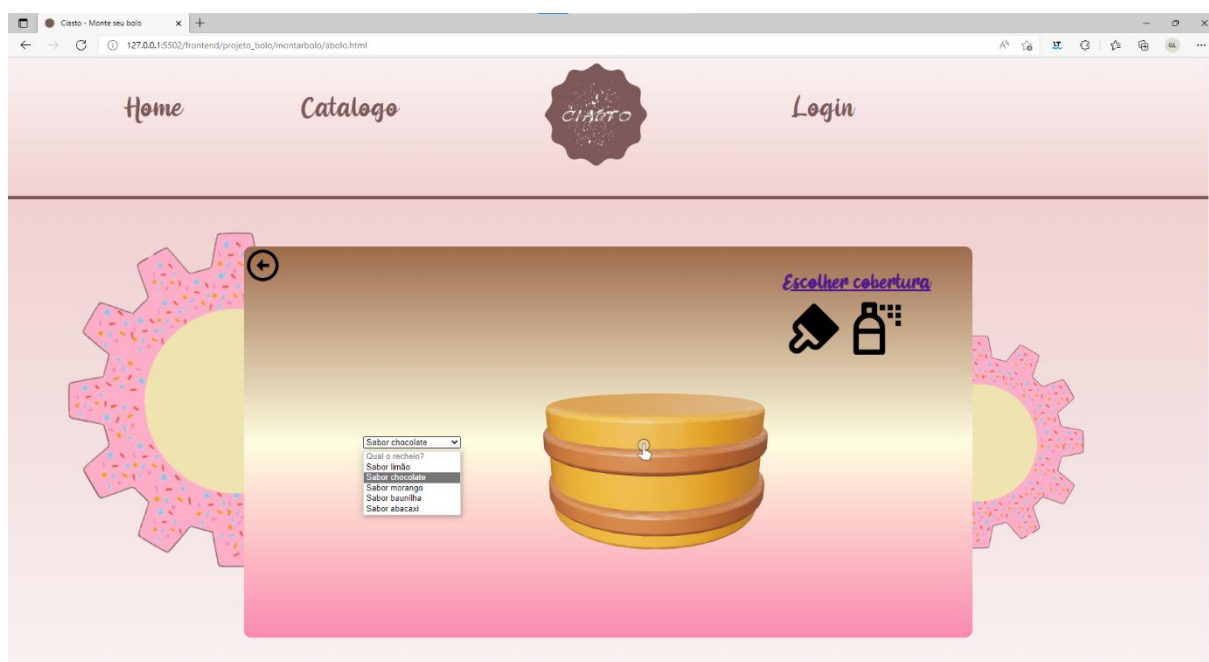 Ciasto - Monte seu bolo
127.0.0.1:5502/frontend/projeto_bolo/montarbolo/abolo.html
GL
Home
Catalogo
CIASTO
Login
Escolher cobertura
Sabor chocolate
Qual o recheio?
Sabor limão
Sabor chocolate
Sabor morango
Sabor baunilha
Sabor abacaxi